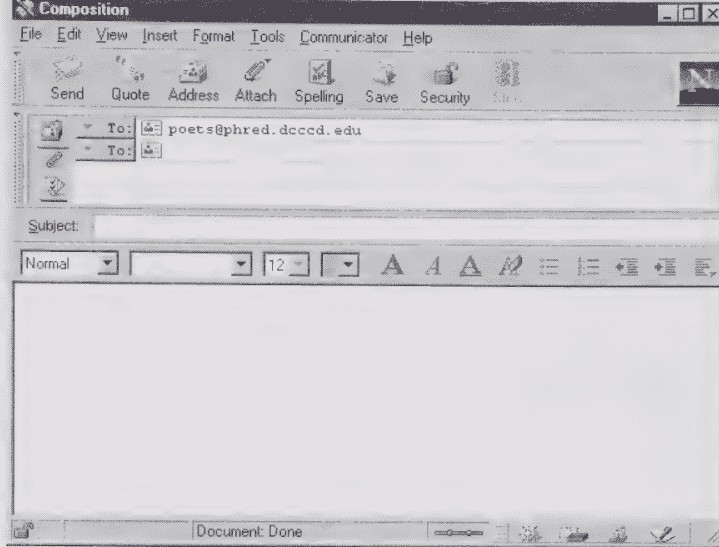 Composition
File Edit View Insert Format Tools Communicator Help
Send Quote Address Attach Spelling Save Security Stop
To: poets@phred.dcccd.edu
To:
Subject:
Normal 12 A A A
Document: Done